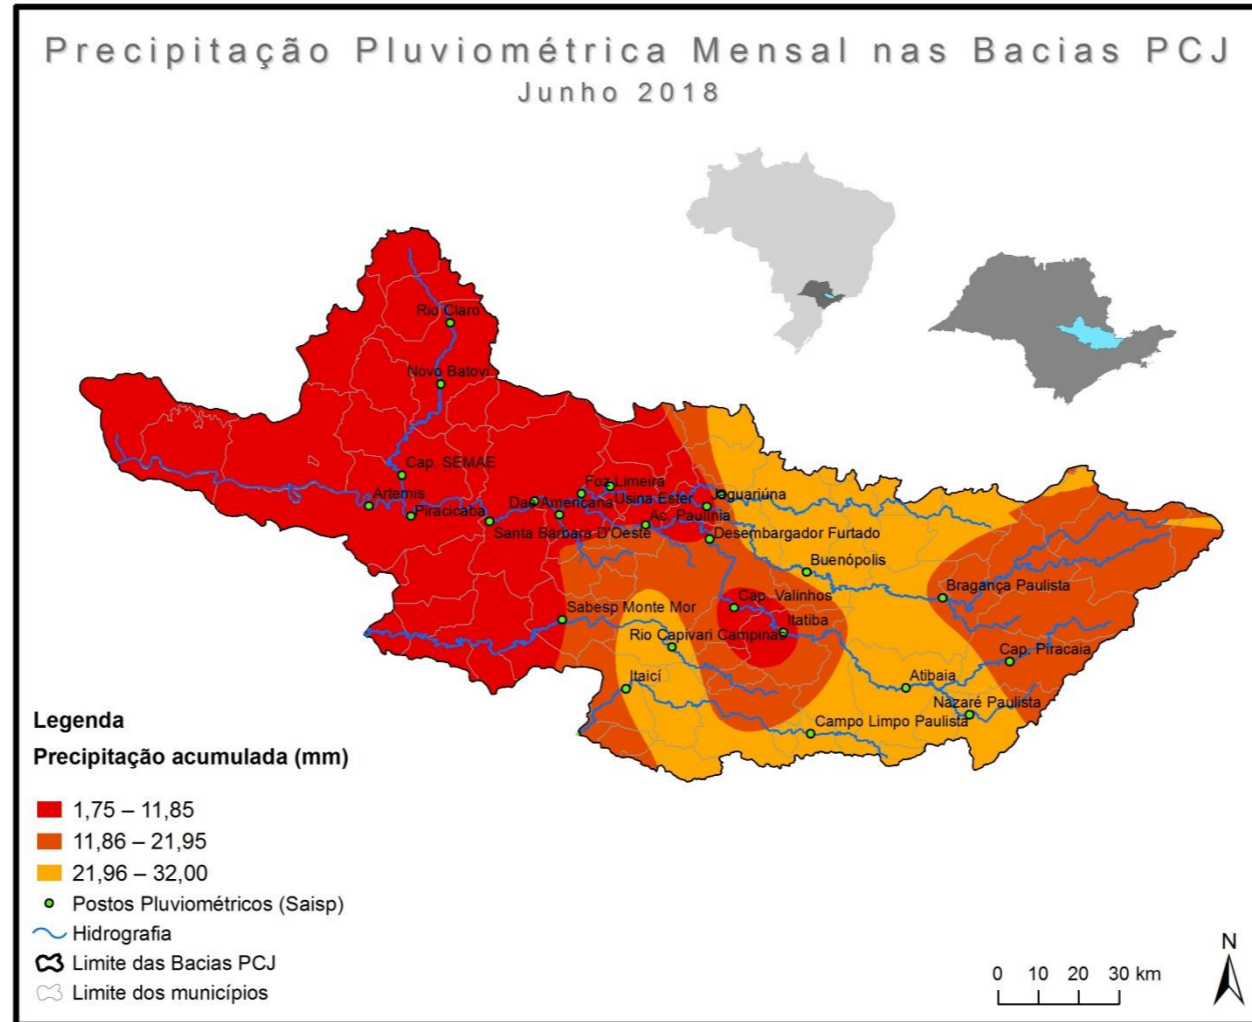 Precipitação Pluviométrica Mensal nas Bacias PCJ
Junho 2018
Rio Claro
Novo Batovi
Cap. SEMAE
Artemis
Piracicaba
Foz Limeira
Usina Ester
Jaguariúna
Dae Americana
Ac. Paulínia
Santa Bárbara D'Oeste
Desembargador Furtado
Buenópolis
Bragança Paulista
Cap. Valinhos
Sabesp Monte Mor
Itatiba
Rio Capivari Campinas
Cap. Piracaia
Itaicí
Atibaia
Nazaré Paulista
Campo Limpo Paulista
Legenda
Precipitação acumulada (mm)
1,75 – 11,85
11,86 – 21,95
21,96 – 32,00
Postos Pluviométricos (Saisp)
Hidrografia
Limite das Bacias PCJ
Limite dos municípios
N
0 10 20 30 km